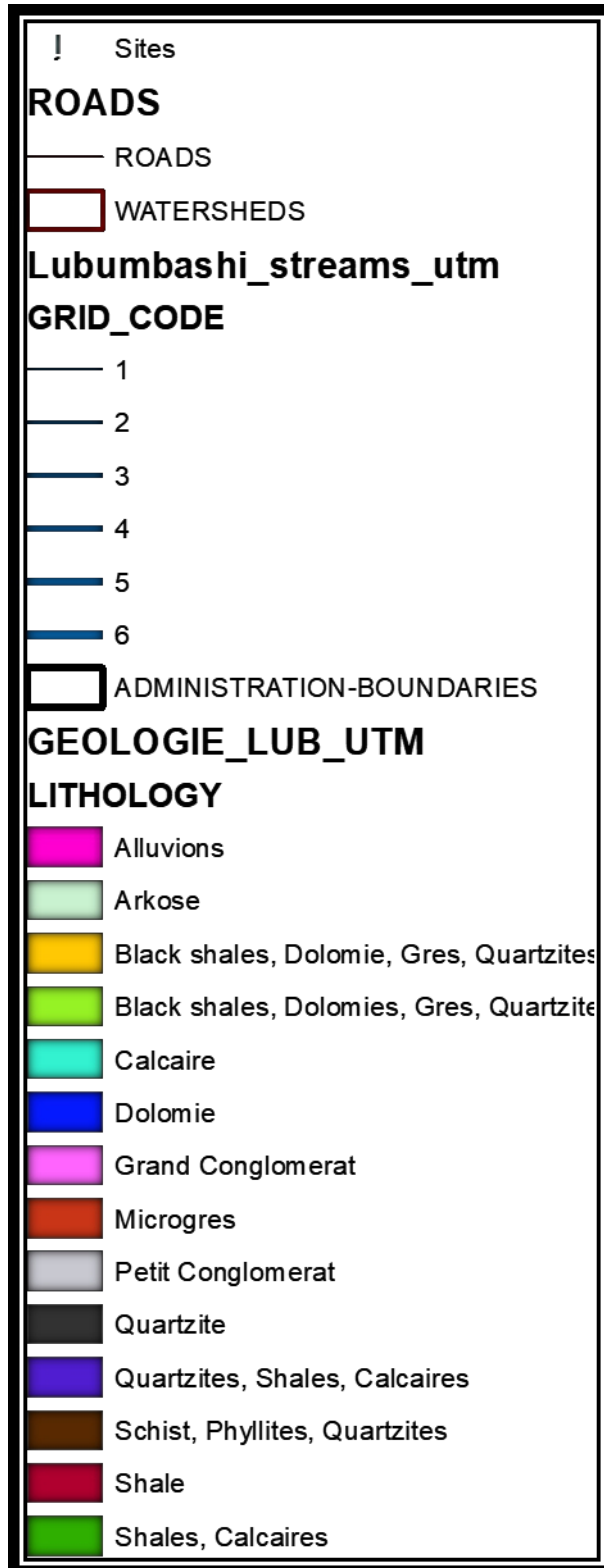 Sites
ROADS
ROADS
WATERSHEDS
Lubumbashi_streams_utm
GRID_CODE
1
2
3
4
5
6
ADMINISTRATION-BOUNDARIES
GEOLOGIE_LUB_UTM
LITHOLOGY
Alluvions
Arkose
Black shales, Dolomie, Gres, Quartzites
Black shales, Dolomies, Gres, Quartzite
Calcaire
Dolomie
Grand Conglomerat
Microgres
Petit Conglomerat
Quartzite
Quartzites, Shales, Calcaires
Schist, Phyllites, Quartzites
Shale
Shales, Calcaires